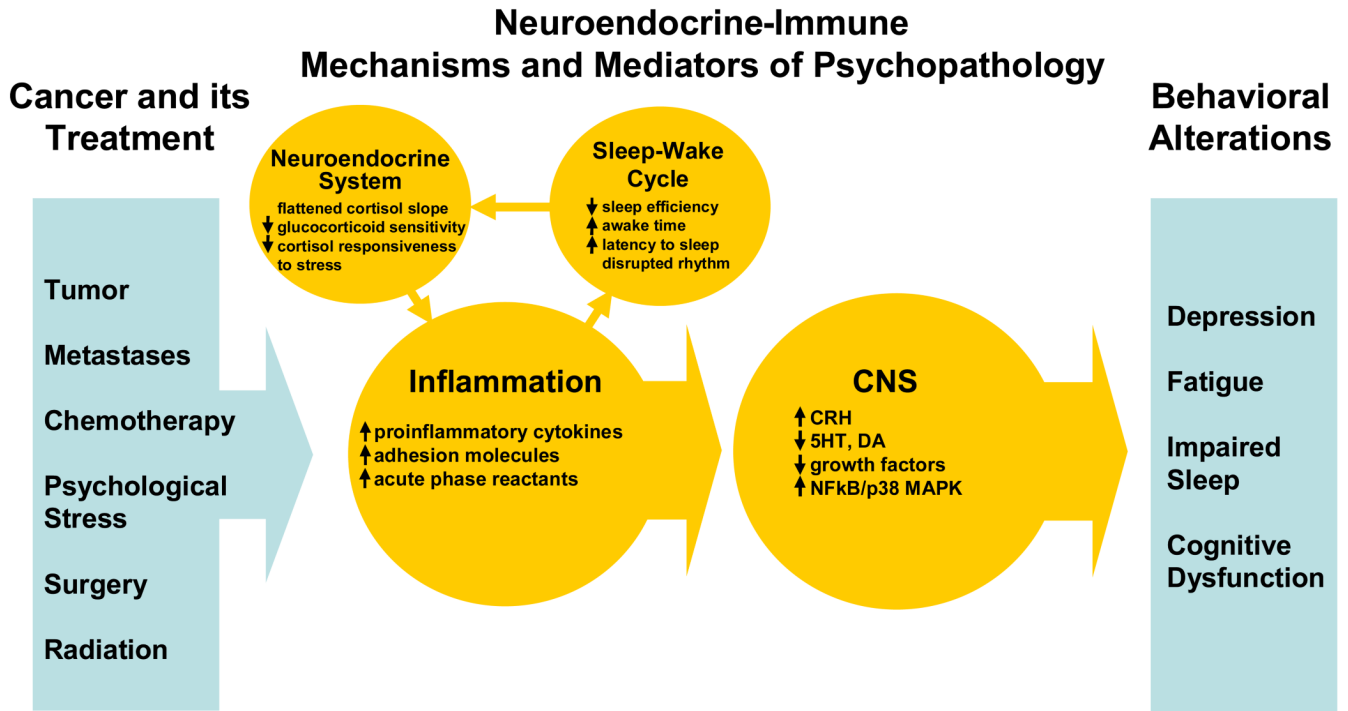 Neuroendocrine-Immune
Mechanisms and Mediators of Psychopathology
Cancer and its
Treatment
Tumor
Metastases
Chemotherapy
Psychological
Stress
Surgery
Radiation
Neuroendocrine
System
flattened cortisol slope
↓ glucocorticoid sensitivity
↓ cortisol responsiveness
to stress
Sleep-Wake
Cycle
↓ sleep efficiency
↑ awake time
↑ latency to sleep
disrupted rhythm
Inflammation
↑ proinflammatory cytokines
↑ adhesion molecules
↑ acute phase reactants
CNS
↑ CRH
↓ 5HT, DA
↓ growth factors
↑ NFkB/p38 MAPK
Behavioral
Alterations
Depression
Fatigue
Impaired
Sleep
Cognitive
Dysfunction